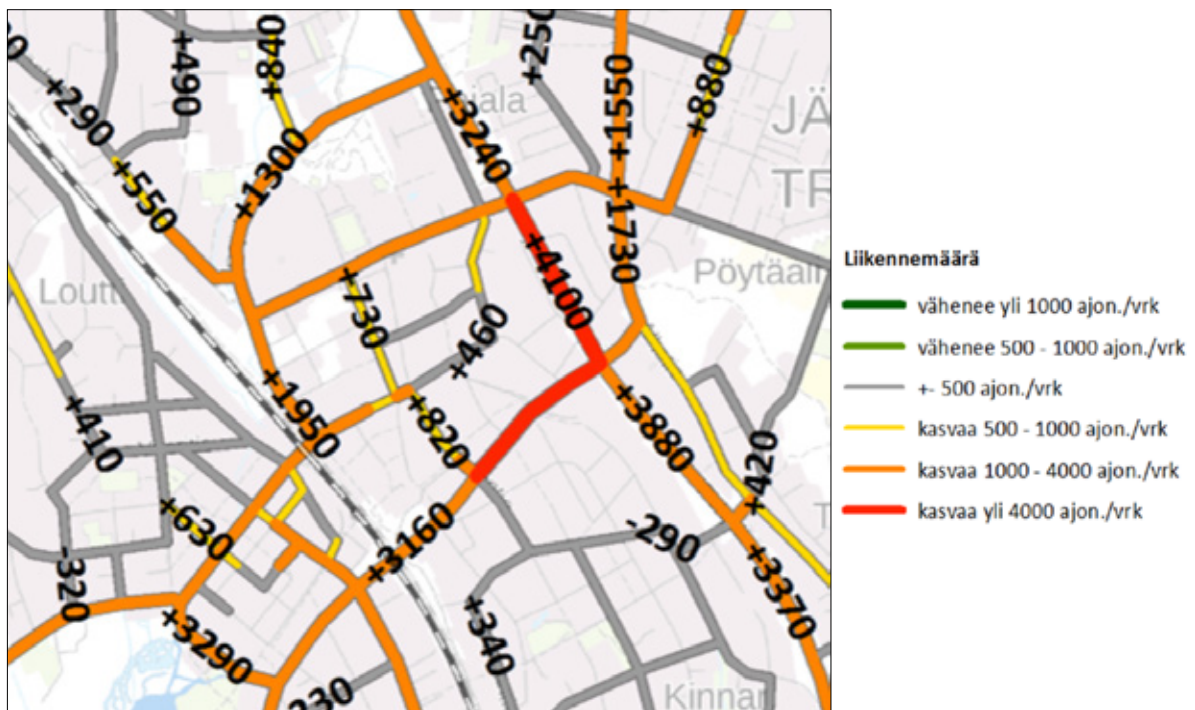 +490
+840
+250
+1550
+880
+290
+3240
JÄ
TR
+550
+1300
+1730
Pöytäal
Loutt
+730
+4100
+460
+1950
+410
+820
+3880
+420
+630
+3160
-290
-320
+3290
+340
+3370
Kinnar
Liikennemäärä
vähenee yli 1000 ajon./vrk
vähenee 500 - 1000 ajon./vrk
+- 500 ajon./vrk
kasvaa 500 - 1000 ajon./vrk
kasvaa 1000 - 4000 ajon./vrk
kasvaa yli 4000 ajon./vrk